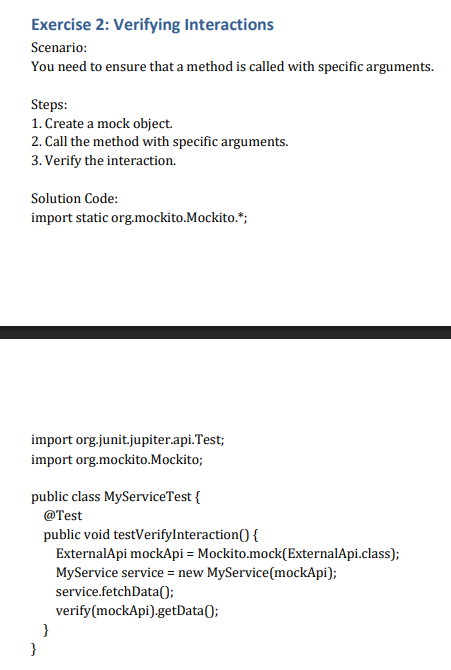 Exercise 2: Verifying Interactions
Scenario:
You need to ensure that a method is called with specific arguments.
Steps:
1. Create a mock object.
2. Call the method with specific arguments.
3. Verify the interaction.
Solution Code:
import static org.mockito.Mockito.*;
import org.junit.jupiter.api.Test;
import org.mockito.Mockito;
public class MyServiceTest {
@Test
public void testVerifyInteraction() {
ExternalApi mockApi = Mockito.mock(ExternalApi.class);
MyService service = new MyService(mockApi);
service.fetchData();
verify(mockApi).getData();
}
}